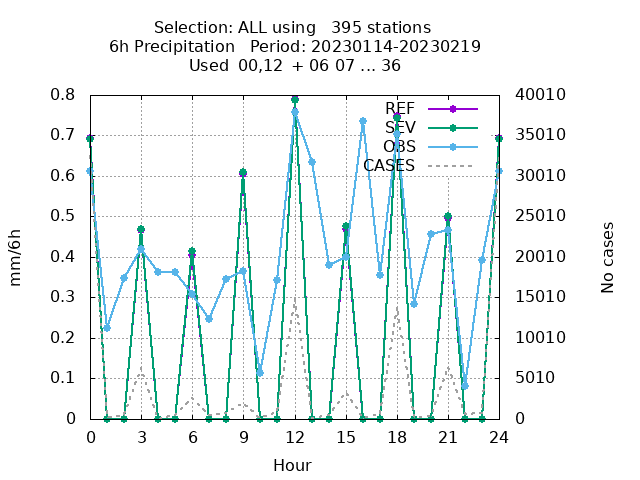 Selection: ALL using   395 stations
6h Precipitation   Period: 20230114-20230219
Used  00,12  + 06 07 ... 36
REF
SEV
OBS
CASES
0.8
0.7
0.6
0.5
0.4
0.3
0.2
0.1
0
40010
35010
30010
25010
20010
15010
10010
5010
0
mm/6h
No cases
0 3 6 9 12 15 18 21 24
Hour